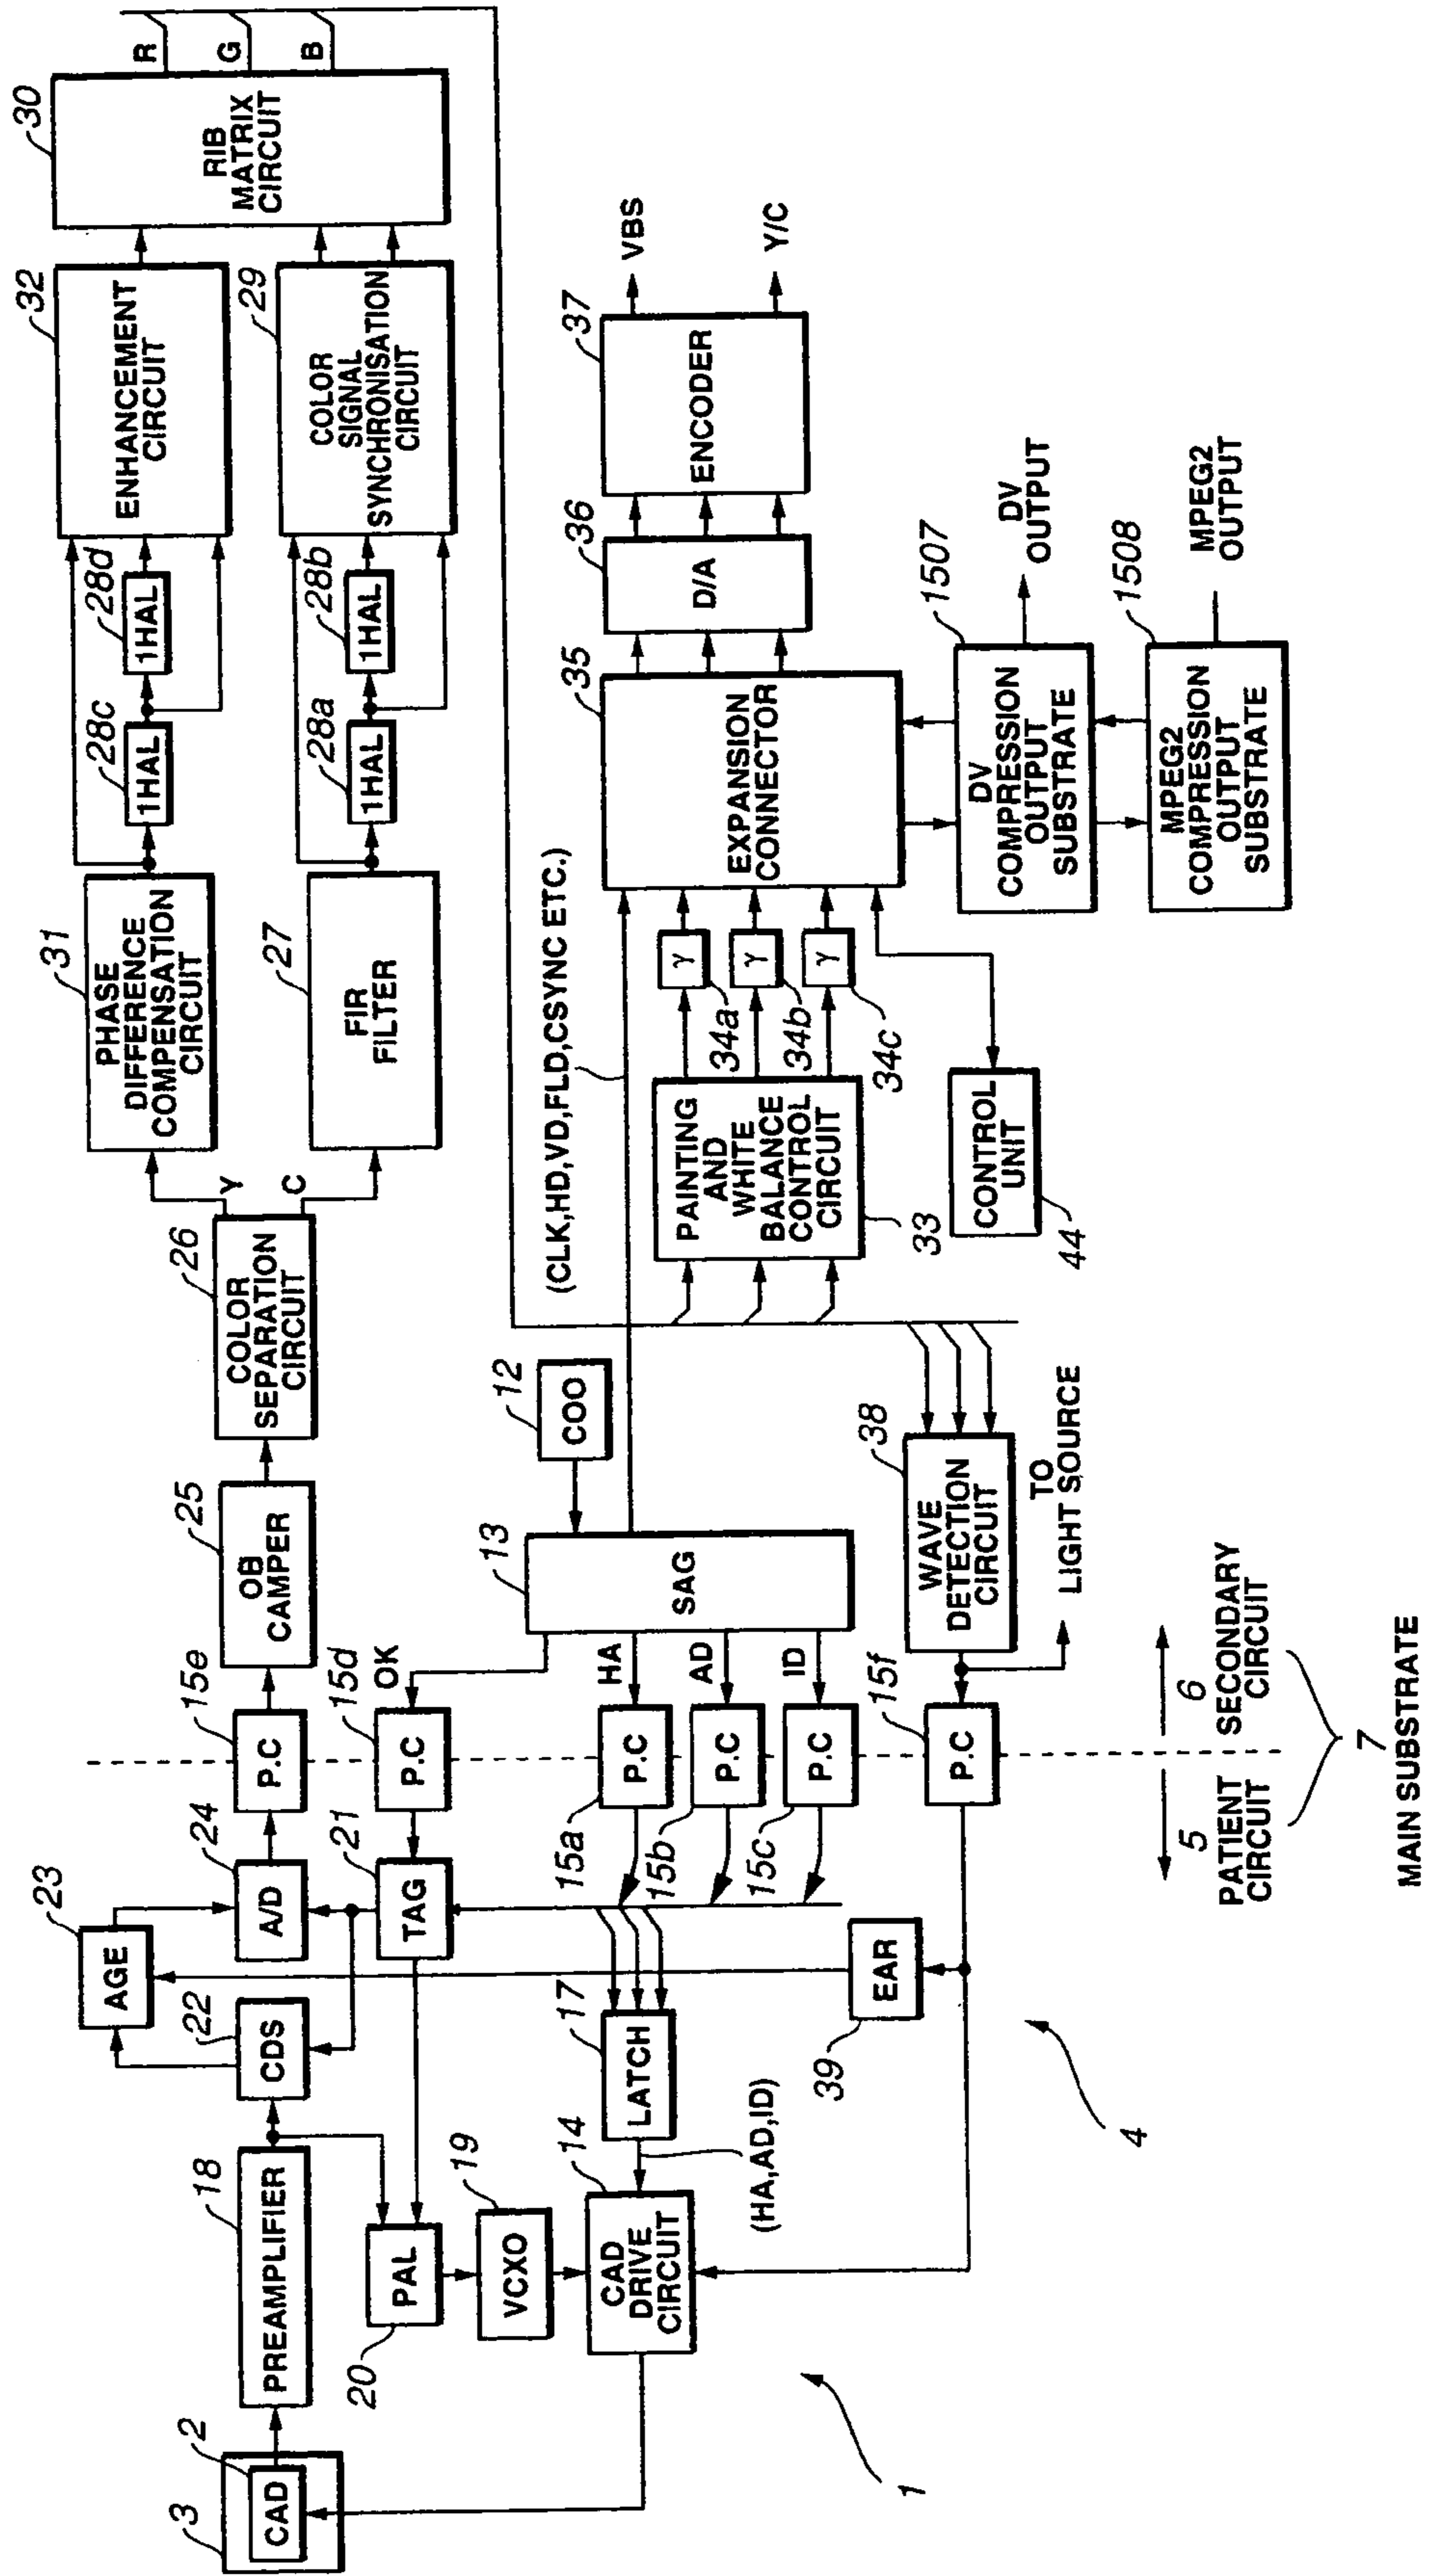 3
2
CAD
18
PREAMPLIFIER
22
CDS
23
AGE
24
A/D
15e
P.C
25
OB
CAMPER
26
COLOR
SEPARATION
CIRCUIT
Y
C
31
PHASE
DIFFERENCE
COMPENSATION
CIRCUIT
27
FIR
FILTER
28c
1HAL
28d
1HAL
28a
1HAL
28b
1HAL
32
ENHANCEMENT
CIRCUIT
29
COLOR
SIGNAL
SYNCHRONISATION
CIRCUIT
30
RIB
MATRIX
CIRCUIT
R
G
B
20
PAL
19
VCXO
14
CAD
DRIVE
CIRCUIT
17
LATCH
(HA,AD,ID)
21
TAG
15d
P.C
OK
15a
P.C
HA
15b
P.C
AD
15c
P.C
ID
13
SAG
12
COO
(CLK,HD,VD,FLD,CSYNC ETC.)
39
EAR
15f
P.C
38
WAVE
DETECTION
CIRCUIT
TO
LIGHT SOURCE
PAINTING
AND
WHITE
BALANCE
CONTROL
CIRCUIT
33
γ
34a
γ
34b
γ
34c
CONTROL
UNIT
44
35
EXPANSION
CONNECTOR
36
D/A
37
ENCODER
VBS
Y/C
1507
DV
COMPRESSION
OUTPUT
SUBSTRATE
DV
OUTPUT
1508
MPEG2
COMPRESSION
OUTPUT
SUBSTRATE
MPEG2
OUTPUT
1
4
5
PATIENT
CIRCUIT
6
SECONDARY
CIRCUIT
7
MAIN SUBSTRATE